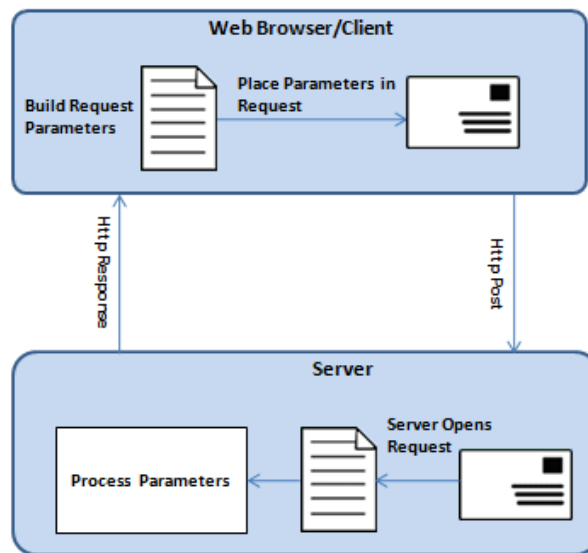 Web Browser/Client
Build Request
Parameters
Place Parameters in
Request
Http Response
Http Post
Server
Server Opens
Request
Process Parameters